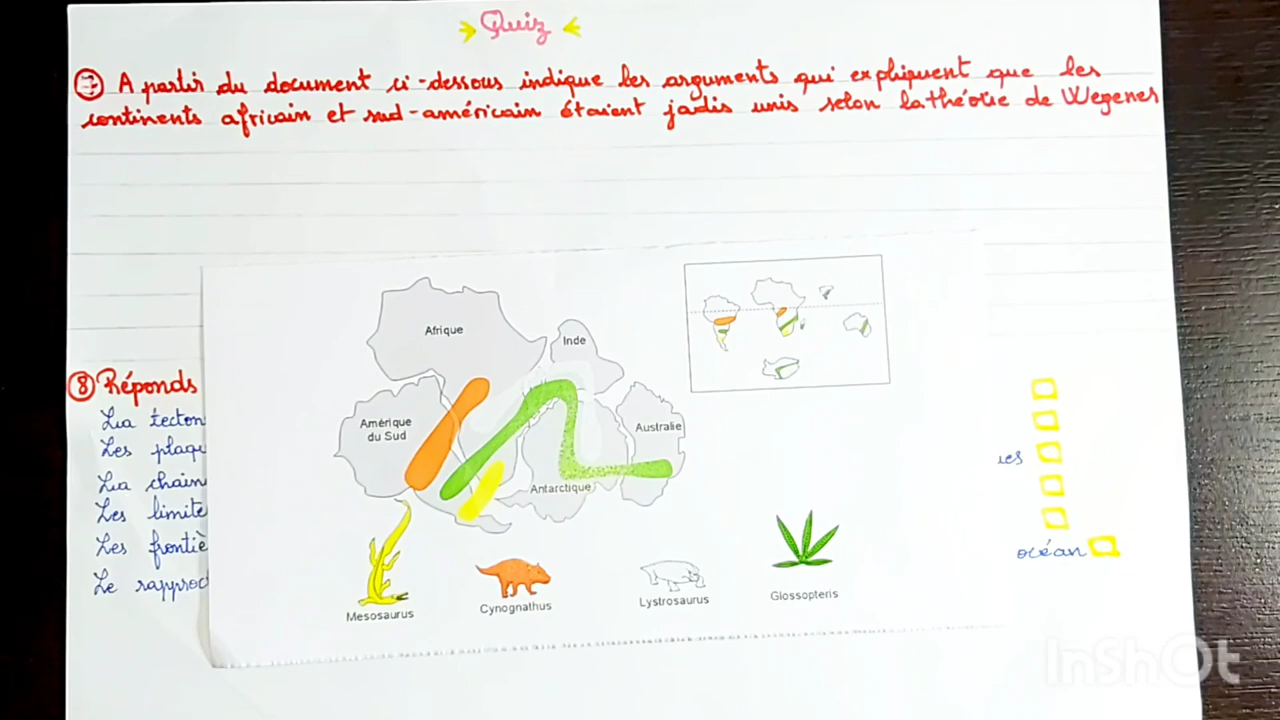 Quiz
⑦ A partir du document ci-dessous indique les arguments qui expliquent que les
continents africain et sud-américain étaient jadis unis selon la théorie de Wegener
Afrique
Inde
Amérique
du Sud
Australie
Antarctique
Mesosaurus
Cynognathus
Lystrosaurus
Glossopteris
⑧ Réponds
La tecton
Les plaqu
La chain
Les limite
Les frontiè
Le rapproc
océan
InShOt